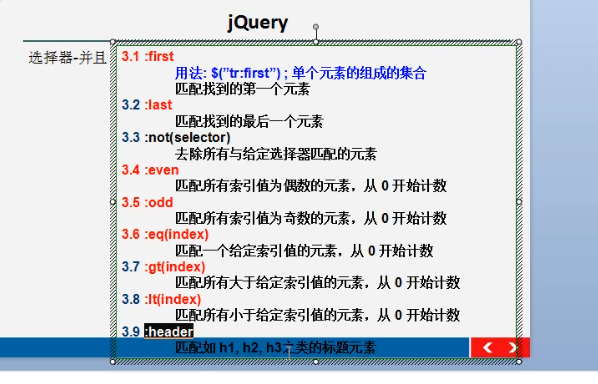 jQuery
选择器-并且
3.1 :first
用法: $(”tr:first”) ; 单个元素的组成的集合
匹配找到的第一个元素
3.2 :last
匹配找到的最后一个元素
3.3 :not(selector)
去除所有与给定选择器匹配的元素
3.4 :even
匹配所有索引值为偶数的元素，从 0 开始计数
3.5 :odd
匹配所有索引值为奇数的元素，从 0 开始计数
3.6 :eq(index)
匹配一个给定索引值的元素，从 0 开始计数
3.7 :gt(index)
匹配所有大于给定索引值的元素，从 0 开始计数
3.8 :lt(index)
匹配所有小于给定索引值的元素，从 0 开始计数
3.9 :header
匹配如 h1, h2, h3之类的标题元素